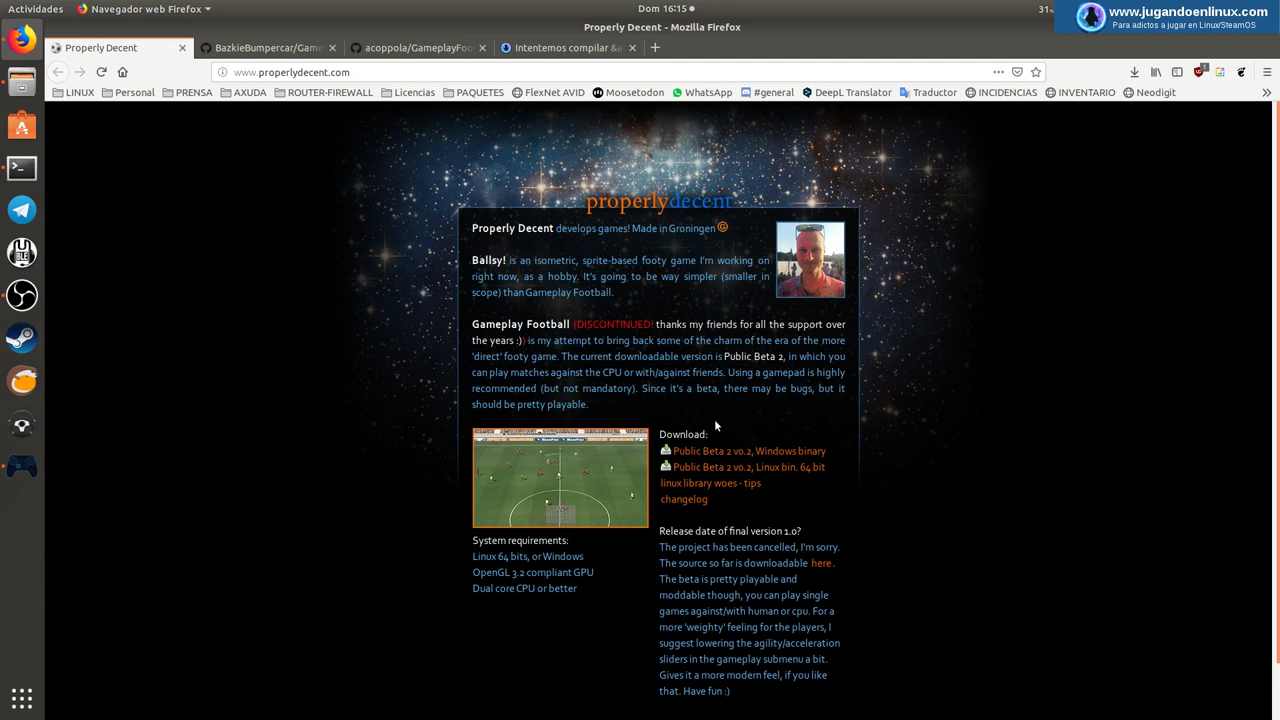 Actividades
Navegador web Firefox
Dom 16:15
31%
www.jugandoenlinux.com
Para adictos a jugar en Linux/SteamOS
Properly Decent - Mozilla Firefox
Properly Decent
BazkieBumpercar/Game
acoppola/GameplayFoo
Intentemos compilar &a
www.properlydecent.com
LINUX
Personal
PRENSA
AXUDA
ROUTER-FIREWALL
Licencias
PAQUETES
FlexNet AVID
Moosetodon
WhatsApp
#general
DeepL Translator
Traductor
INCIDENCIAS
INVENTARIO
Neodigit
properlydecent
Properly Decent develops games! Made in Groningen G
Ballsy! is an isometric, sprite-based footy game I'm working on
right now, as a hobby. It's going to be way simpler (smaller in
scope) than Gameplay Football.
Gameplay Football (DISCONTINUED! thanks my friends for all the support over
the years :)) is my attempt to bring back some of the charm of the era of the more
'direct' footy game. The current downloadable version is Public Beta 2, in which you
can play matches against the CPU or with/against friends. Using a gamepad is highly
recommended (but not mandatory). Since it's a beta, there may be bugs, but it
should be pretty playable.
Download:
Public Beta 2 v0.2, Windows binary
Public Beta 2 v0.2, Linux bin. 64 bit
linux library woes - tips
changelog
System requirements:
Linux 64 bits, or Windows
OpenGL 3.2 compliant GPU
Dual core CPU or better
Release date of final version 1.0?
The project has been cancelled, I'm sorry.
The source so far is downloadable here.
The beta is pretty playable and
moddable though, you can play single
games against/with human or cpu. For a
more 'weighty' feeling for the players, I
suggest lowering the agility/acceleration
sliders in the gameplay submenu a bit.
Gives it a more modern feel, if you like
that. Have fun :)